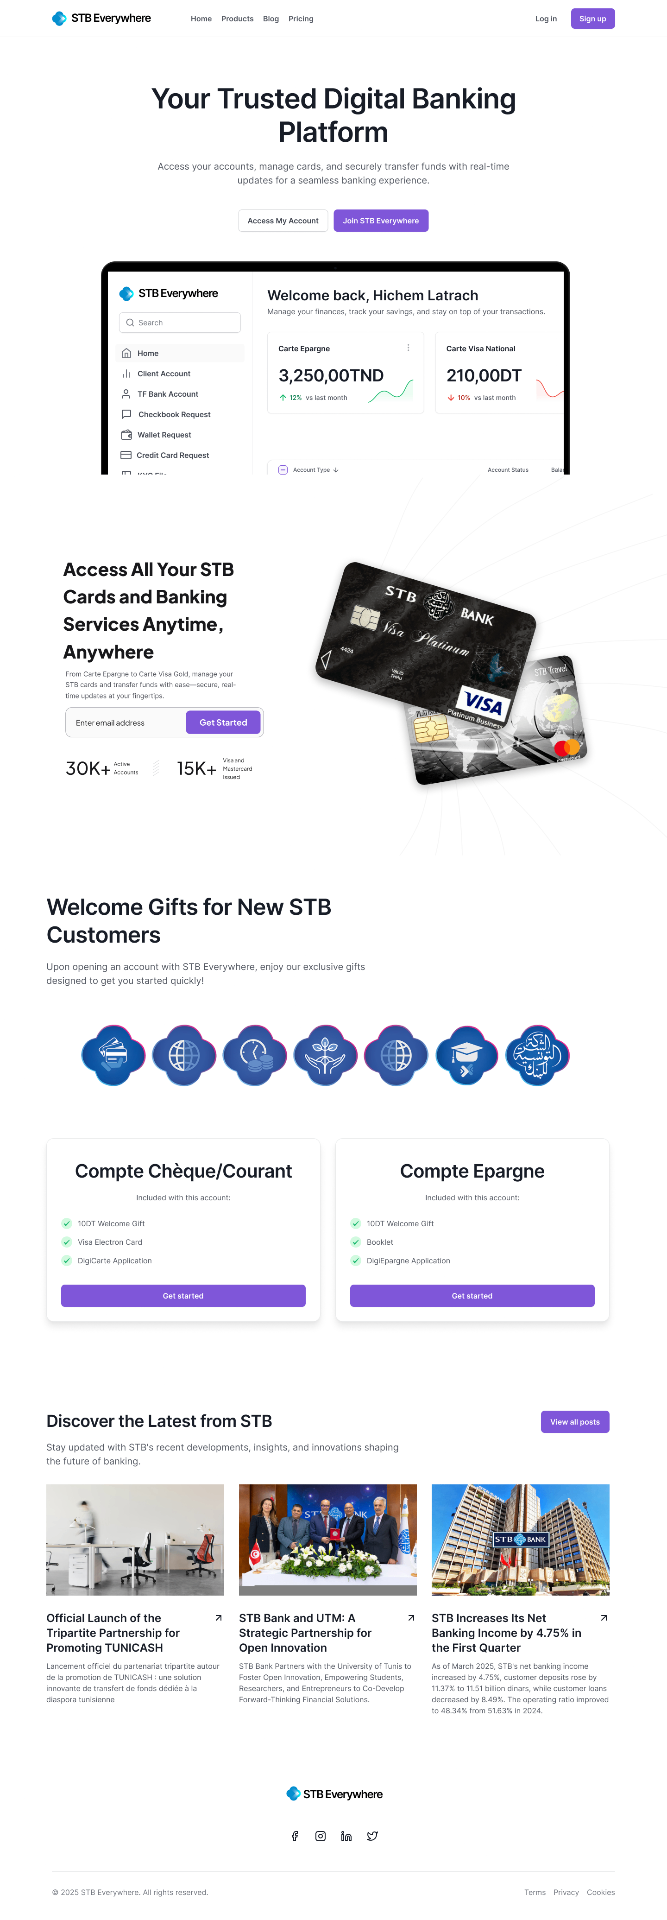 STB Everywhere
Home Products Blog Pricing
Log in
Sign up
Your Trusted Digital Banking
Platform
Access your accounts, manage cards, and securely transfer funds with real-time
updates for a seamless banking experience.
Access My Account
Join STB Everywhere
STB Everywhere
Search
Home
Client Account
TF Bank Account
Checkbook Request
Wallet Request
Credit Card Request
Welcome back, Hichem Latrach
Manage your finances, track your savings, and stay on top of your transactions.
Carte Epargne
3,250,00TND
12% vs last month
Carte Visa National
210,00DT
10% vs last month
Account Type
Account Status
Access All Your STB
Cards and Banking
Services Anytime,
Anywhere
From Carte Epargne to Carte Visa Gold, manage your
STB cards and transfer funds with ease—secure, real-
time updates at your fingertips.
Enter email address
Get Started
30K+ Active
Accounts
15K+ Visa and
Mastercard
Issued
STB BANK
Visa Platinum
4424
VISA
Platinum Business
STB Travel
Welcome Gifts for New STB
Customers
Upon opening an account with STB Everywhere, enjoy our exclusive gifts
designed to get you started quickly!
Compte Chèque/Courant
Included with this account:
10DT Welcome Gift
Visa Electron Card
DigiCarte Application
Get started
Compte Epargne
Included with this account:
10DT Welcome Gift
Booklet
DigiEpargne Application
Get started
Discover the Latest from STB
View all posts
Stay updated with STB's recent developments, insights, and innovations shaping
the future of banking.
Official Launch of the
Tripartite Partnership for
Promoting TUNICASH
Lancement officiel du partenariat tripartite autour
de la promotion de TUNICASH : une solution
innovante de transfert de fonds dédiée à la
diaspora tunisienne
STB BANK
STB Bank and UTM: A
Strategic Partnership for
Open Innovation
STB Bank Partners with the University of Tunis to
Foster Open Innovation, Empowering Students,
Researchers, and Entrepreneurs to Co-Develop
Forward-Thinking Financial Solutions.
STB BANK
STB Increases Its Net
Banking Income by 4.75% in
the First Quarter
As of March 2025, STB's net banking income
increased by 4.75%, customer deposits rose by
11.37% to 11.51 billion dinars, while customer loans
decreased by 8.49%. The operating ratio improved
to 48.34% from 51.63% in 2024.
STB Everywhere
© 2025 STB Everywhere. All rights reserved.
Terms Privacy Cookies